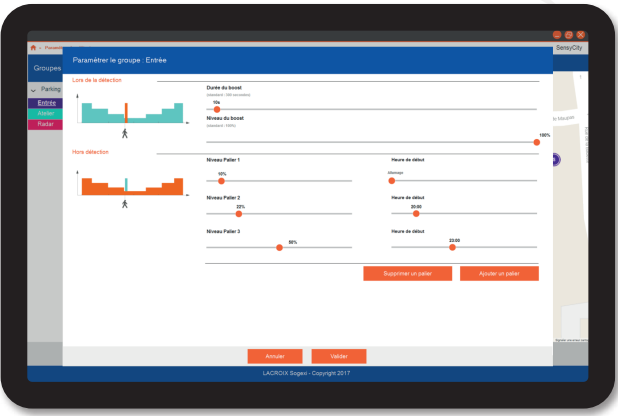 SensyCity
Paramétrer le groupe : Entrée
Groupes
Parking
Entrée
Atelier
Radar
Lors de la détection
Durée du boost
10s
Niveau du boost
(standard : 100%)
100%
Hors détection
Niveau Palier 1
Heure de début
10%
Allumage
Niveau Palier 2
Heure de début
22%
20:00
Niveau Palier 3
Heure de début
50%
23:00
Supprimer un palier
Ajouter un palier
Annuler
Valider
LACROIX Sogexi - Copyright 2017